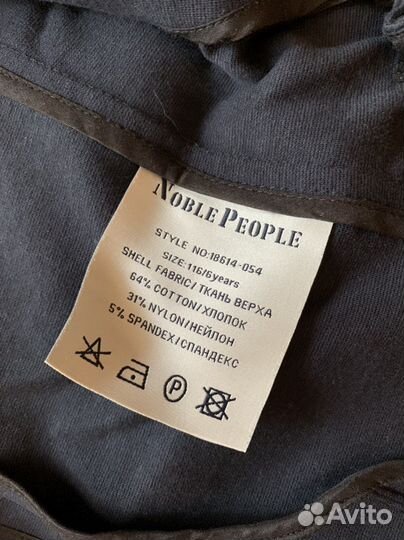 NOBLE PEOPLE
STYLE NO:18614-054
SIZE:116/6years
SHELL FABRIC/ТКАНЬ ВЕРХА
64% COTTON/ХЛОПОК
31% NYLON/НЕЙЛОН
5% SPANDEX/СПАНДЕКС
P
Avito